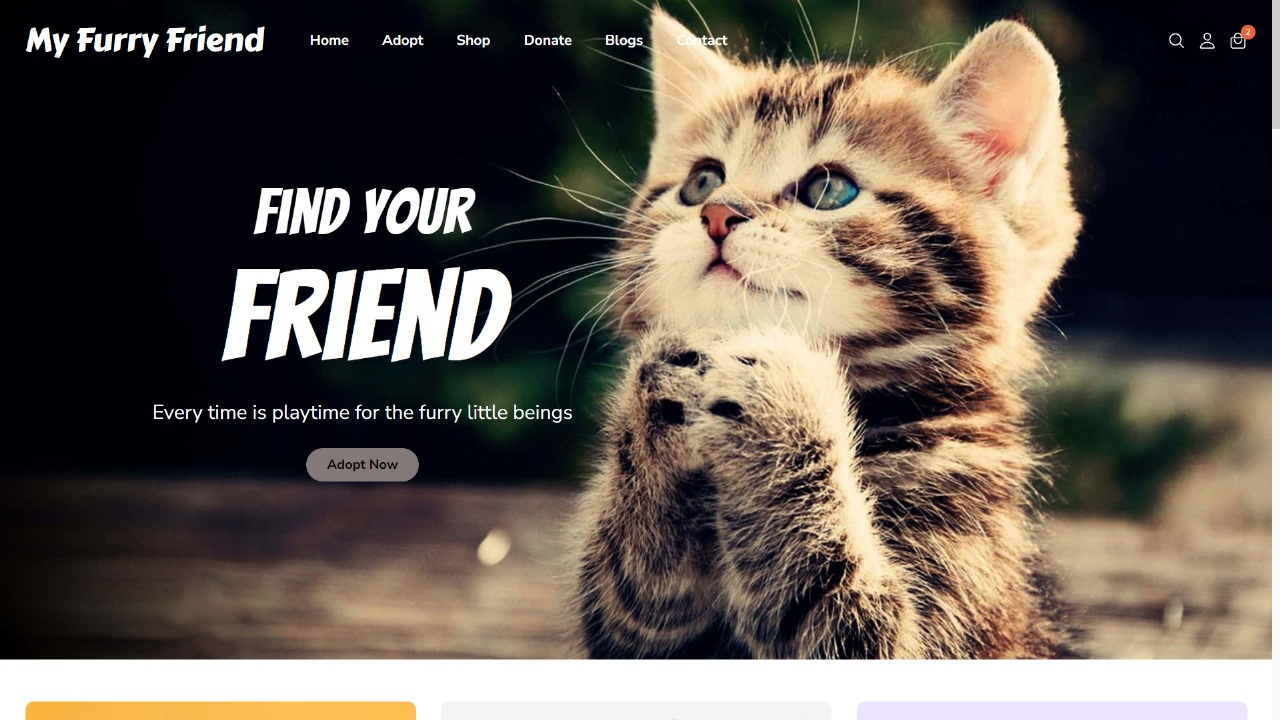 My Furry Friend
Home Adopt Shop Donate Blogs Contact
2
FIND YOUR
FRIEND
Every time is playtime for the furry little beings
Adopt Now